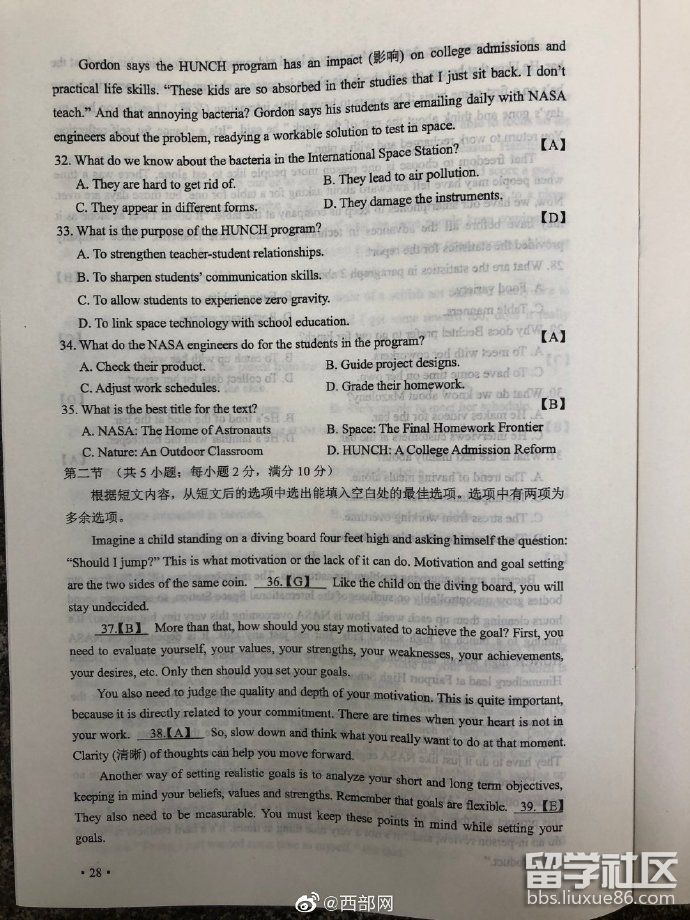 Gordon says the HUNCH program has an impact (影响) on college admissions and
practical life skills. “These kids are so absorbed in their studies that I just sit back. I don’t
teach.” And that annoying bacteria? Gordon says his students are emailing daily with NASA
engineers about the problem, readying a workable solution to test in space.
32. What do we know about the bacteria in the International Space Station? 【A】
A. They are hard to get rid of. B. They lead to air pollution.
C. They appear in different forms. D. They damage the instruments.
33. What is the purpose of the HUNCH program? 【D】
A. To strengthen teacher-student relationships.
B. To sharpen students’ communication skills.
C. To allow students to experience zero gravity.
D. To link space technology with school education.
34. What do the NASA engineers do for the students in the program? 【A】
A. Check their product. B. Guide project designs.
C. Adjust work schedules. D. Grade their homework.
35. What is the best title for the text? 【B】
A. NASA: The Home of Astronauts B. Space: The Final Homework Frontier
C. Nature: An Outdoor Classroom D. HUNCH: A College Admission Reform
第二节 (共5小题;每小题2分,满分10分)
根据短文内容,从短文后的选项中选出能填入空白处的最佳选项。选项中有两项为
多余选项。
Imagine a child standing on a diving board four feet high and asking himself the question:
“Should I jump?” This is what motivation or the lack of it can do. Motivation and goal setting
are the two sides of the same coin. 36.【G】 Like the child on the diving board, you will
stay undecided.
37.【B】 More than that, how should you stay motivated to achieve the goal? First, you
need to evaluate yourself, your values, your strengths, your weaknesses, your achievements,
your desires, etc. Only then should you set your goals.
You also need to judge the quality and depth of your motivation. This is quite important,
because it is directly related to your commitment. There are times when your heart is not in
your work. 38.【A】 So, slow down and think what you really want to do at that moment.
Clarity (清晰) of thoughts can help you move forward.
Another way of setting realistic goals is to analyze your short and long term objectives,
keeping in mind your beliefs, values and strengths. Remember that goals are flexible. 39.【E】
They also need to be measurable. You must keep these points in mind while setting your
goals.
· 28 ·
@西部网
留学社区
bbs.liuxue86.com